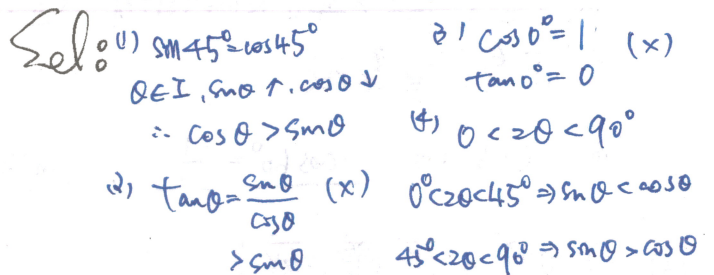 Sol:
(1) sin45°=cos45°
θ∈I, sinθ↑, cosθ↓
∴ cosθ > sinθ
(2) tanθ = sinθ/cosθ (×)
> sinθ
(3) cos0° = 1 (×)
tan0° = 0
(4) 0 < 2θ < 90°
0°<2θ<45° ⇒ sinθ < cosθ
45°<2θ<90° ⇒ sinθ > cosθ